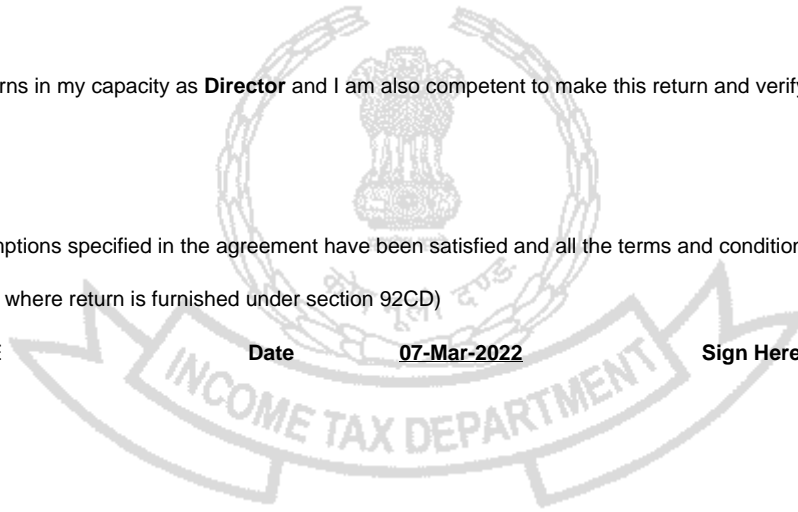 rns in my capacity as Director and I am also competent to make this return and verify
mptions specified in the agreement have been satisfied and all the terms and condition
where return is furnished under section 92CD)
कोष मूलो दण्ड
E Date 07-Mar-2022 Sign Here
INCOME TAX DEPARTMENT